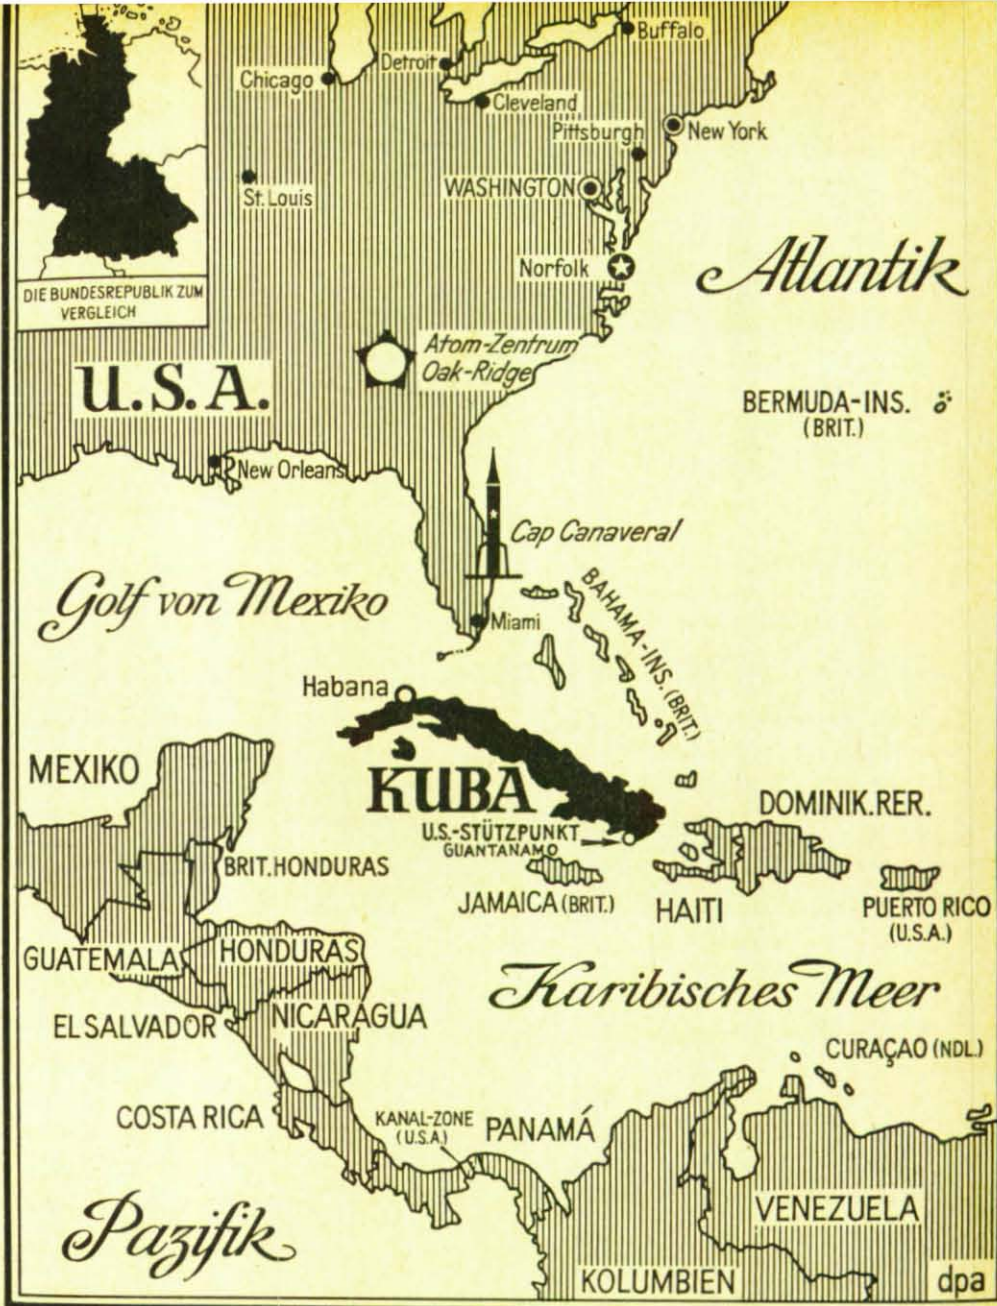 Buffalo
Detroit
Chicago
Cleveland
Pittsburgh
New York
WASHINGTON
St. Louis
Norfolk
DIE BUNDESREPUBLIK ZUM
VERGLEICH
Atlantik
Atom-Zentrum
Oak-Ridge
U.S.A.
BERMUDA-INS.
(BRIT.)
New Orleans
Cap Canaveral
Golf von Mexiko
BAHAMA-INS. (BRIT.)
Miami
Habana
MEXIKO
KUBA
DOMINIK.RER.
U.S.-STÜTZPUNKT
GUANTANAMO
BRIT. HONDURAS
JAMAICA (BRIT.)
HAITI
PUERTO RICO
(U.S.A.)
GUATEMALA
HONDURAS
Karibisches Meer
EL SALVADOR
NICARAGUA
CURAÇAO (NDL.)
COSTA RICA
KANAL-ZONE
(U.S.A.)
PANAMÁ
Pazifik
VENEZUELA
KOLUMBIEN
dpa